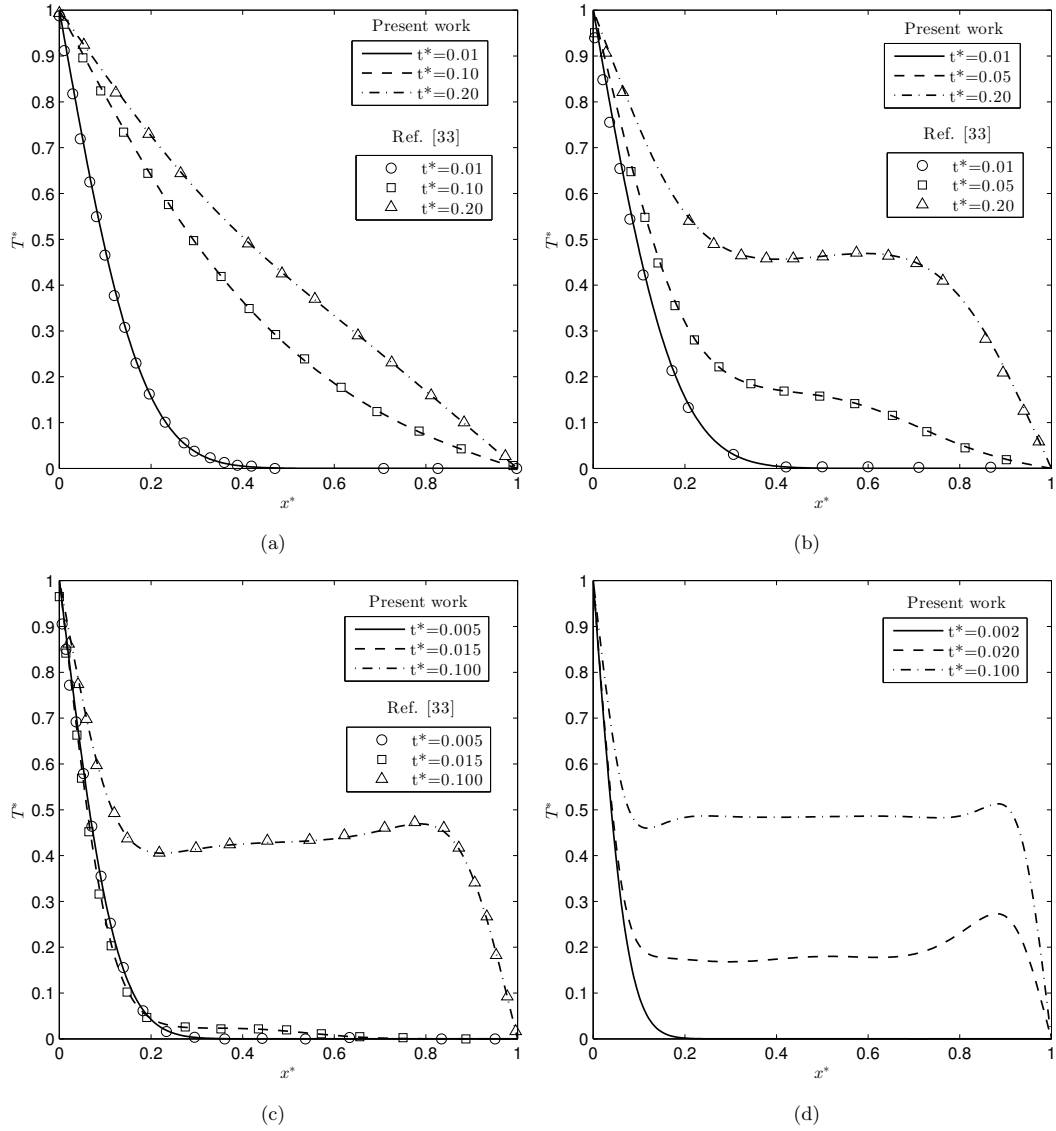 Present work
t*=0.01
t*=0.10
t*=0.20
Ref. [33]
t*=0.01
t*=0.10
t*=0.20
1
0.9
0.8
0.7
0.6
0.5
0.4
0.3
0.2
0.1
0
T*
0
0.2
0.4
0.6
0.8
1
x*
(a)
Present work
t*=0.01
t*=0.05
t*=0.20
Ref. [33]
t*=0.01
t*=0.05
t*=0.20
1
0.9
0.8
0.7
0.6
0.5
0.4
0.3
0.2
0.1
0
T*
0
0.2
0.4
0.6
0.8
1
x*
(b)
Present work
t*=0.005
t*=0.015
t*=0.100
Ref. [33]
t*=0.005
t*=0.015
t*=0.100
1
0.9
0.8
0.7
0.6
0.5
0.4
0.3
0.2
0.1
0
T*
0
0.2
0.4
0.6
0.8
1
x*
(c)
Present work
t*=0.002
t*=0.020
t*=0.100
1
0.9
0.8
0.7
0.6
0.5
0.4
0.3
0.2
0.1
0
T*
0
0.2
0.4
0.6
0.8
1
x*
(d)